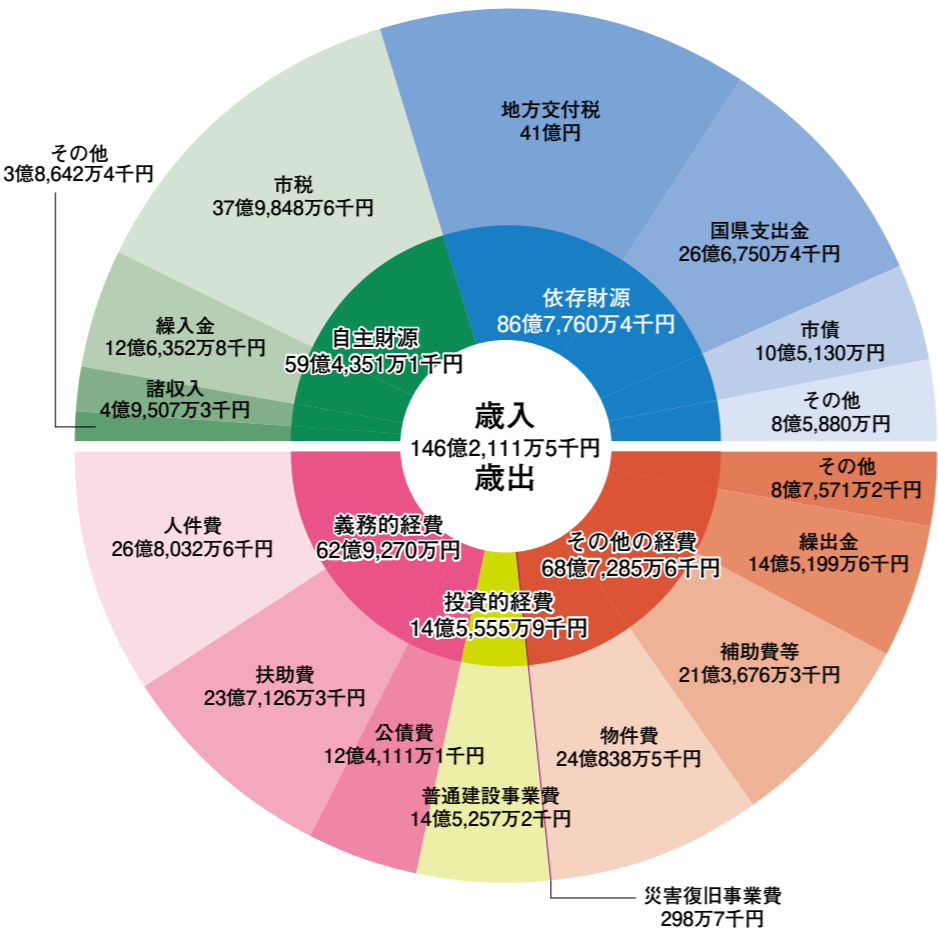 地方交付税
41億円
その他
3億8,642万4千円
市税
37億9,848万6千円
国県支出金
26億6,750万4千円
依存財源
86億7,760万4千円
繰入金
12億6,352万8千円
自主財源
59億4,351万1千円
市債
10億5,130万円
諸収入
4億9,507万3千円
その他
8億5,880万円
歳入
146億2,111万5千円
歳出
その他
8億7,571万2千円
人件費
26億8,032万6千円
義務的経費
62億9,270万円
その他の経費
68億7,285万6千円
繰出金
14億5,199万6千円
投資的経費
14億5,555万9千円
補助費等
21億3,676万3千円
扶助費
23億7,126万3千円
公債費
12億4,111万1千円
物件費
24億838万5千円
普通建設事業費
14億5,257万2千円
災害復旧事業費
298万7千円